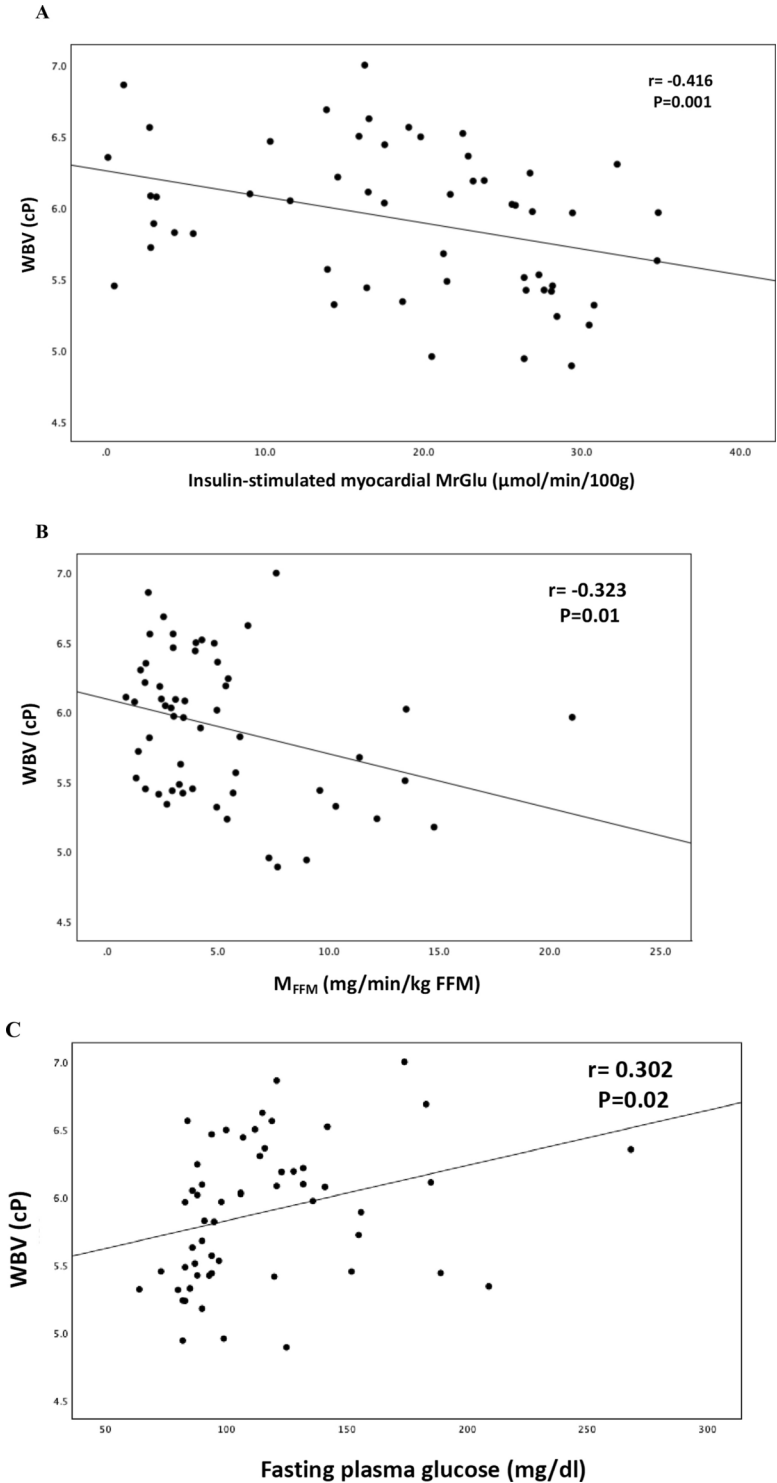 A
7.0
r= -0.416
P=0.001
6.5
6.0
WBV (cP)
5.5
5.0
4.5
.0 10.0 20.0 30.0 40.0
Insulin-stimulated myocardial MrGlu (μmol/min/100g)
B
7.0
r= -0.323
P=0.01
6.5
6.0
WBV (cP)
5.5
5.0
4.5
.0 5.0 10.0 15.0 20.0 25.0
MFFM (mg/min/kg FFM)
C
7.0
r= 0.302
P=0.02
6.5
6.0
WBV (cP)
5.5
5.0
4.5
50 100 150 200 250 300
Fasting plasma glucose (mg/dl)